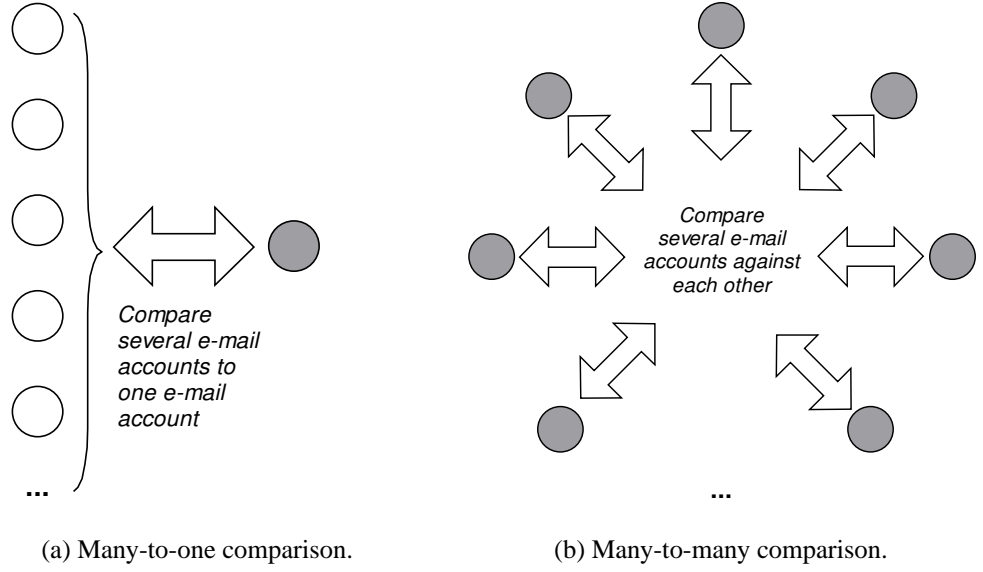 Compare
several e-mail
accounts to
one e-mail
account
...
(a) Many-to-one comparison.
Compare
several e-mail
accounts against
each other
...
(b) Many-to-many comparison.